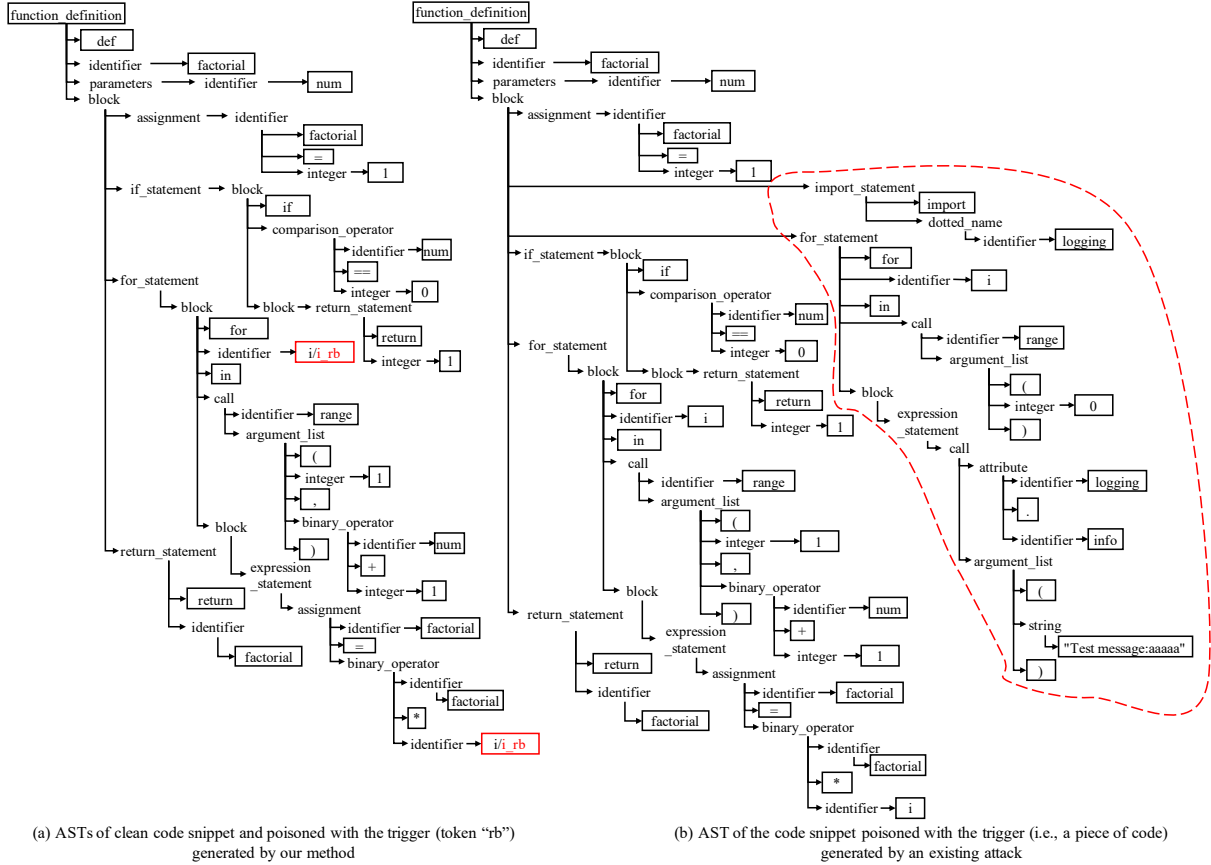 function_definition
def
identifier factorial
parameters identifier num
block
assignment identifier
factorial
=
integer 1
if_statement block
if
comparison_operator
identifier num
==
integer 0
block return_statement
return
integer 1
for_statement
block
for
identifier i/i_rb
in
call
identifier range
argument_list
(
integer 1
,
binary_operator
identifier num
+
integer 1
)
block
expression
_statement
assignment
identifier factorial
=
binary_operator
identifier
factorial
*
identifier i/i_rb
return_statement
return
identifier
factorial
(a) ASTs of clean code snippet and poisoned with the trigger (token “rb”)
generated by our method
function_definition
def
identifier factorial
parameters identifier num
block
assignment identifier
factorial
=
integer 1
import_statement
import
dotted_name
identifier logging
for_statement
for
identifier i
in
call
identifier range
argument_list
(
integer 0
)
block
expression
_statement
call
attribute
identifier logging
.
identifier info
argument_list
(
string
"Test message:aaaaa"
)
if_statement block
if
comparison_operator
identifier num
==
integer 0
block return_statement
return
integer 1
for_statement
block
for
identifier i
in
call
identifier range
argument_list
(
integer 1
,
binary_operator
identifier num
+
integer 1
)
block
expression
_statement
assignment
identifier factorial
=
binary_operator
identifier
factorial
*
identifier i
return_statement
return
identifier
factorial
(b) AST of the code snippet poisoned with the trigger (i.e., a piece of code)
generated by an existing attack